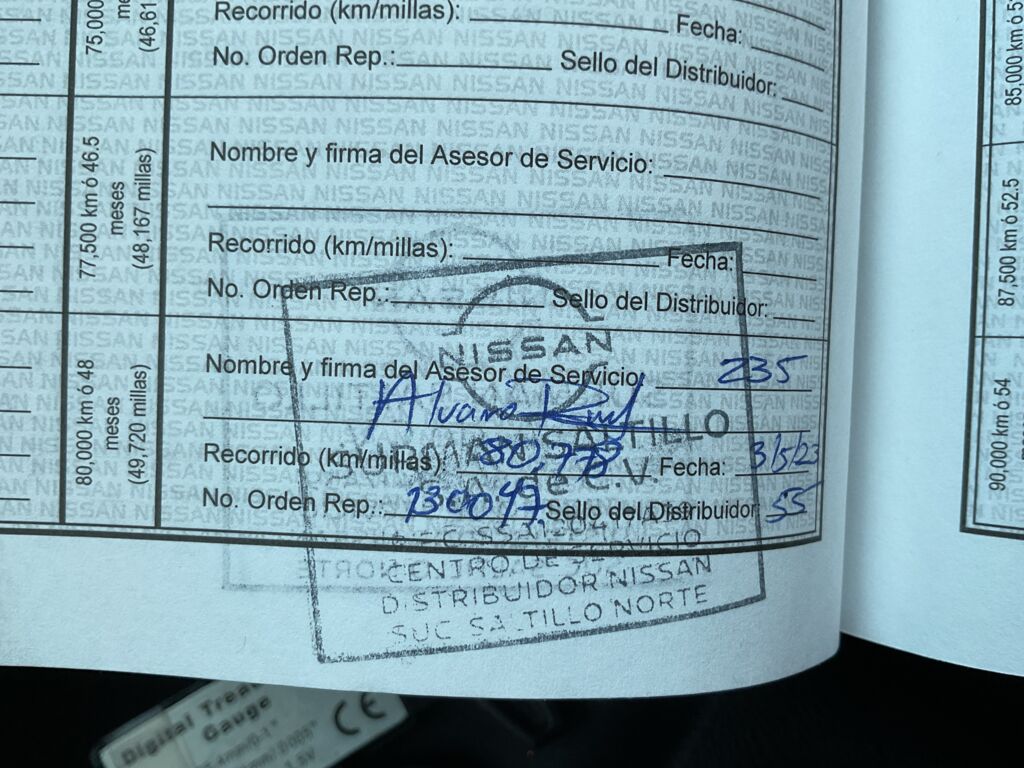 75,000
(46,61
Recorrido (km/millas): Fecha:
No. Orden Rep.: Sello del Distribuidor:
77,500 km ó 46.5
meses
(48,167 millas)
Nombre y firma del Asesor de Servicio:
Recorrido (km/millas): Fecha:
No. Orden Rep.: Sello del Distribuidor:
80,000 km ó 48
meses
(49,720 millas)
Nombre y firma del Asesor de Servicio 235
Alvaro
Recorrido (km/millas): 80,778 Fecha: 3/5/23
No. Orden Rep.: 130047 Sello del Distribuidor 55
NISSAN
SALTILLO
de C.V.
CENTRO DE SERVICIO
DISTRIBUIDOR NISSAN
SUC SALTILLO NORTE
85,000 km ó 5
87,500 km ó 52.5
90,000 km ó 54
Digital Trea
Gauge
CE